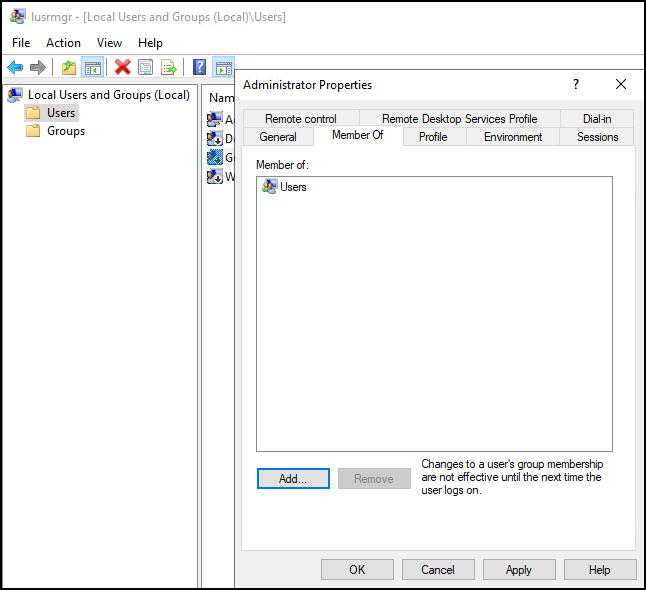 lusrmgr - [Local Users and Groups (Local)\Users]
File Action View Help
Local Users and Groups (Local)
Users
Groups
Administrator Properties
Remote control Remote Desktop Services Profile Dial-in
General Member Of Profile Environment Sessions
Member of:
Users
Add...
Remove
Changes to a user's group membership
are not effective until the next time the
user logs on.
OK Cancel Apply Help